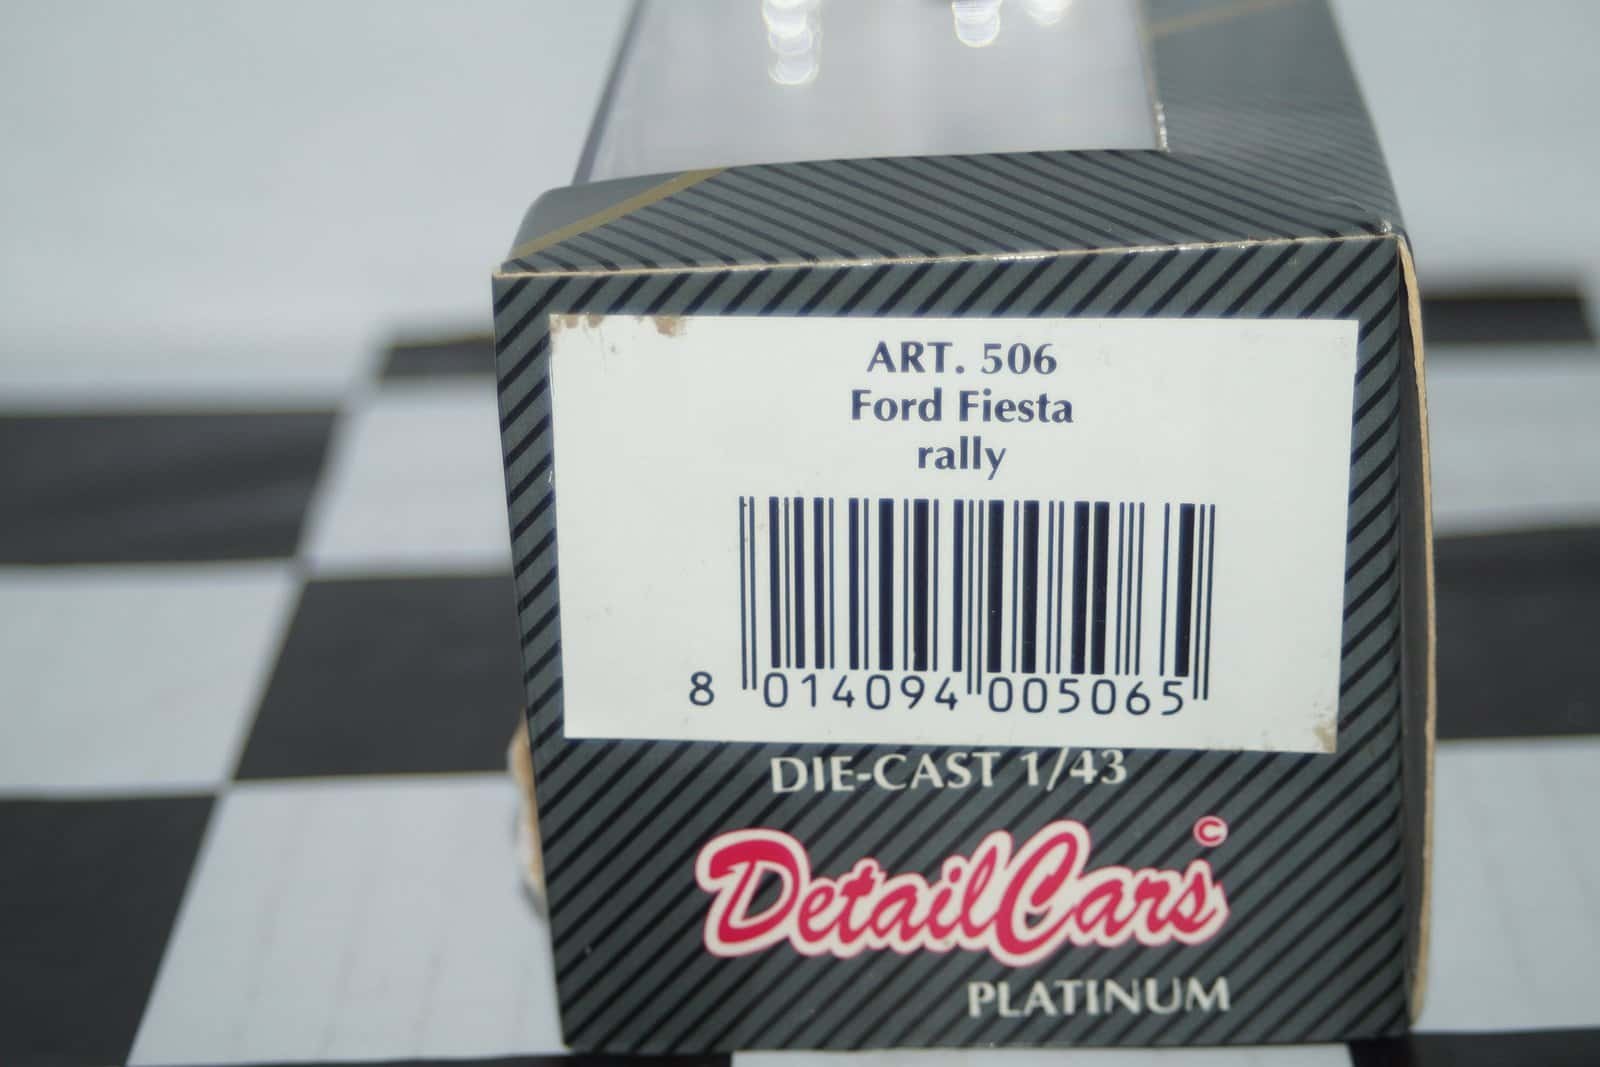 ART. 506
Ford Fiesta
rally
8 014094 005065
DIE-CAST 1/43
DetailCars ©
PLATINUM